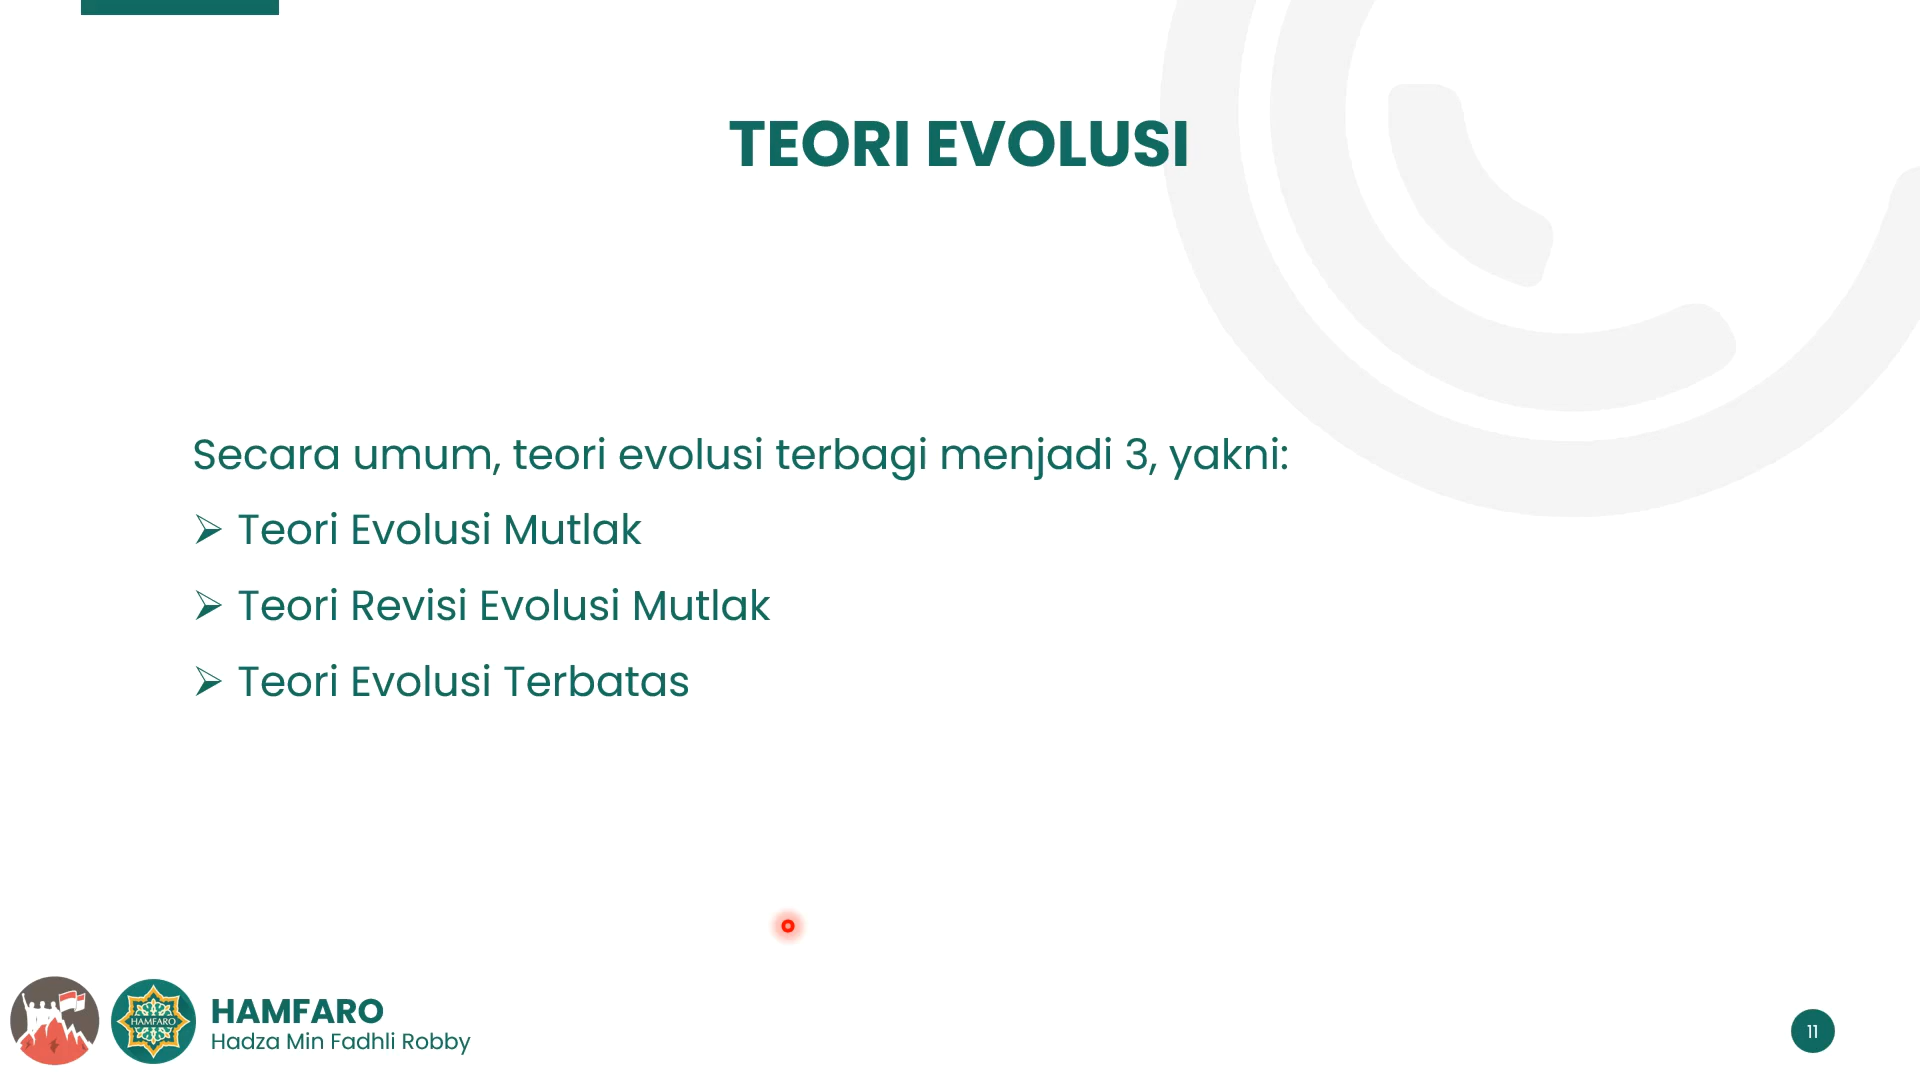 TEORI EVOLUSI
Secara umum, teori evolusi terbagi menjadi 3, yakni:
➢ Teori Evolusi Mutlak
➢ Teori Revisi Evolusi Mutlak
➢ Teori Evolusi Terbatas
HAMFARO
HAMFARO
Hadza Min Fadhli Robby
11